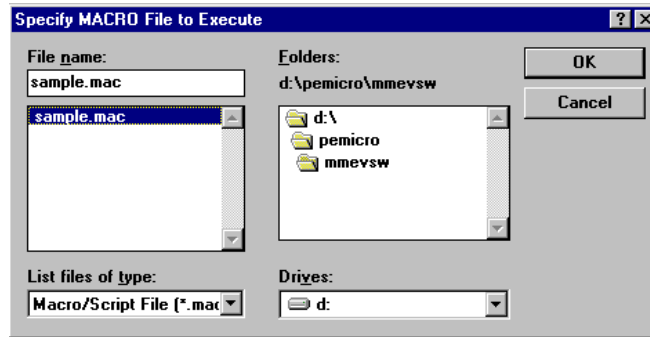 Specify MACRO File to Execute
File name:
sample.mac
sample.mac
List files of type:
Macro/Script File (*.mac
Folders:
d:\pemicro\mmevsw
d:\
pemicro
mmevsw
Drives:
d:
OK
Cancel